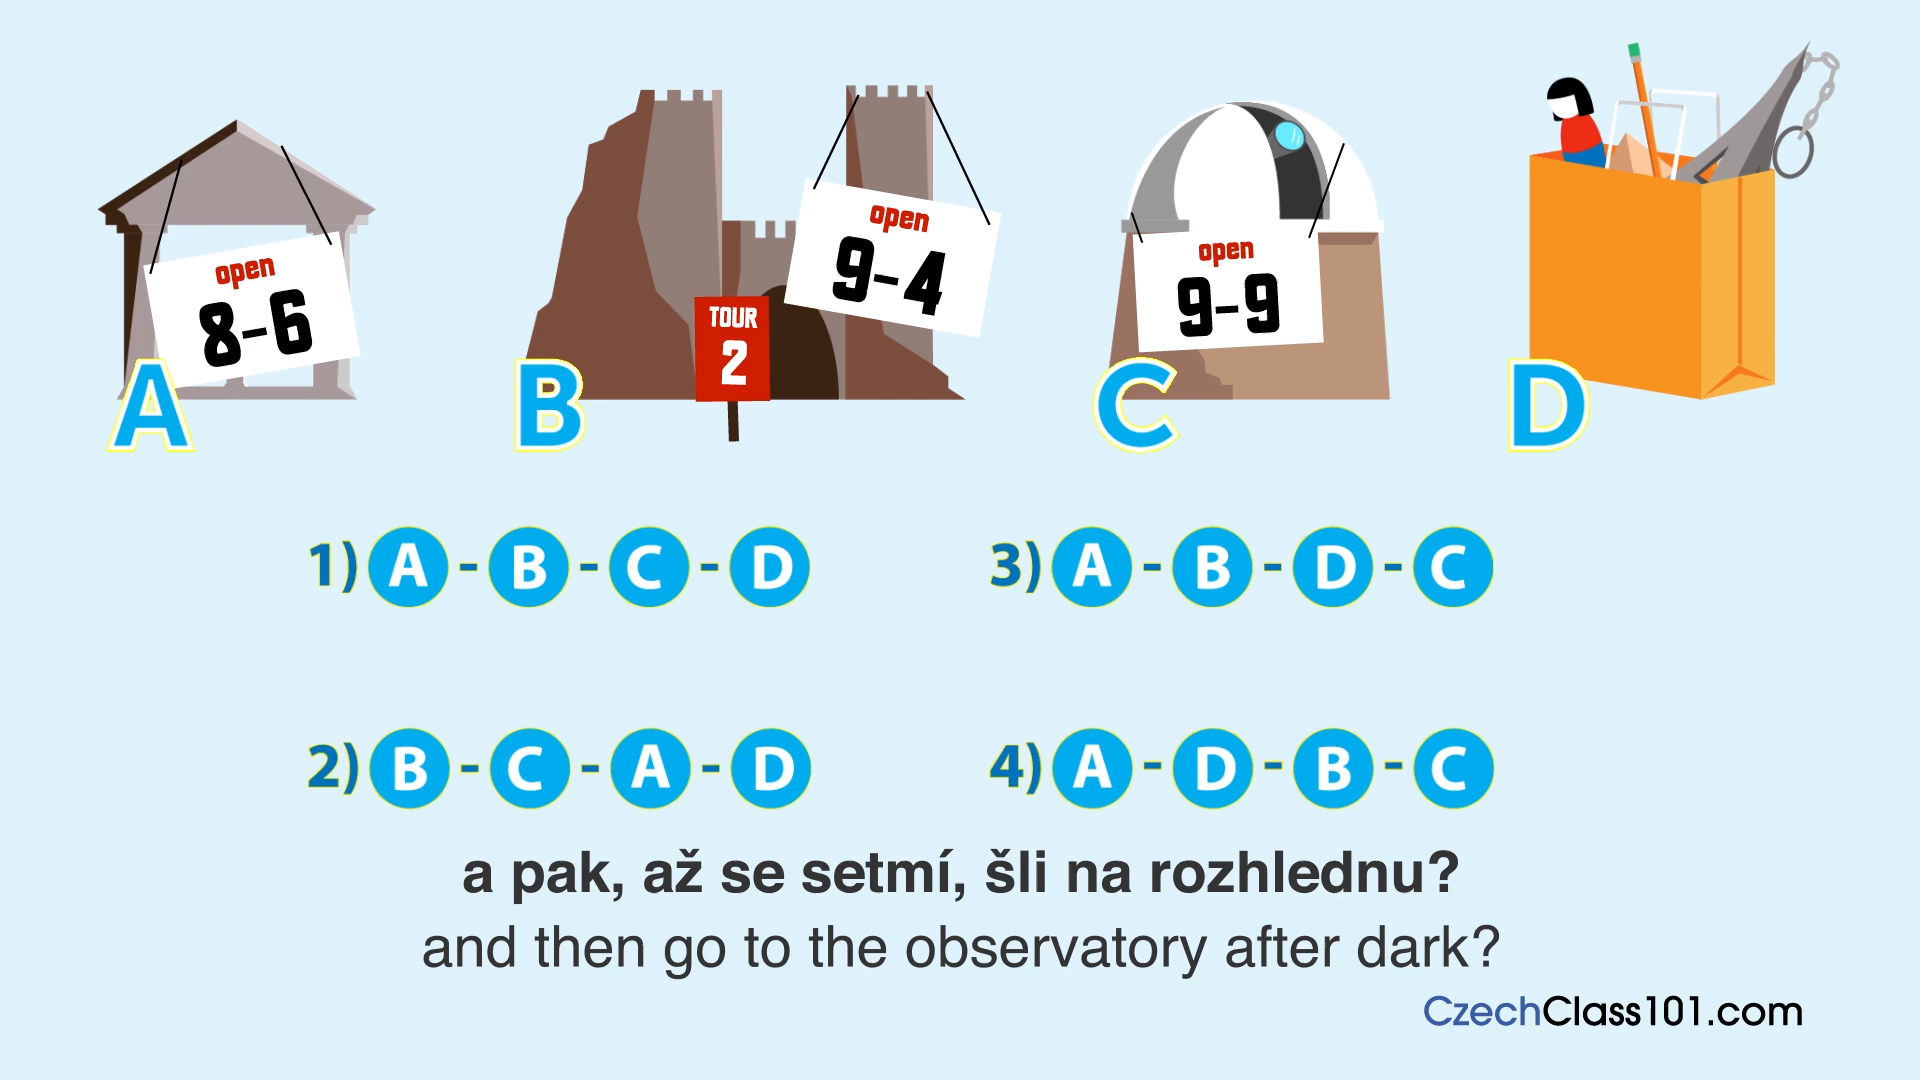 open
8-6
A
open
9-4
TOUR
2
B
open
9-9
C
D
1) A - B - C - D
3) A - B - D - C
2) B - C - A - D
4) A - D - B - C
a pak, až se setmí, šli na rozhlednu?
and then go to the observatory after dark?
CzechClass101.com